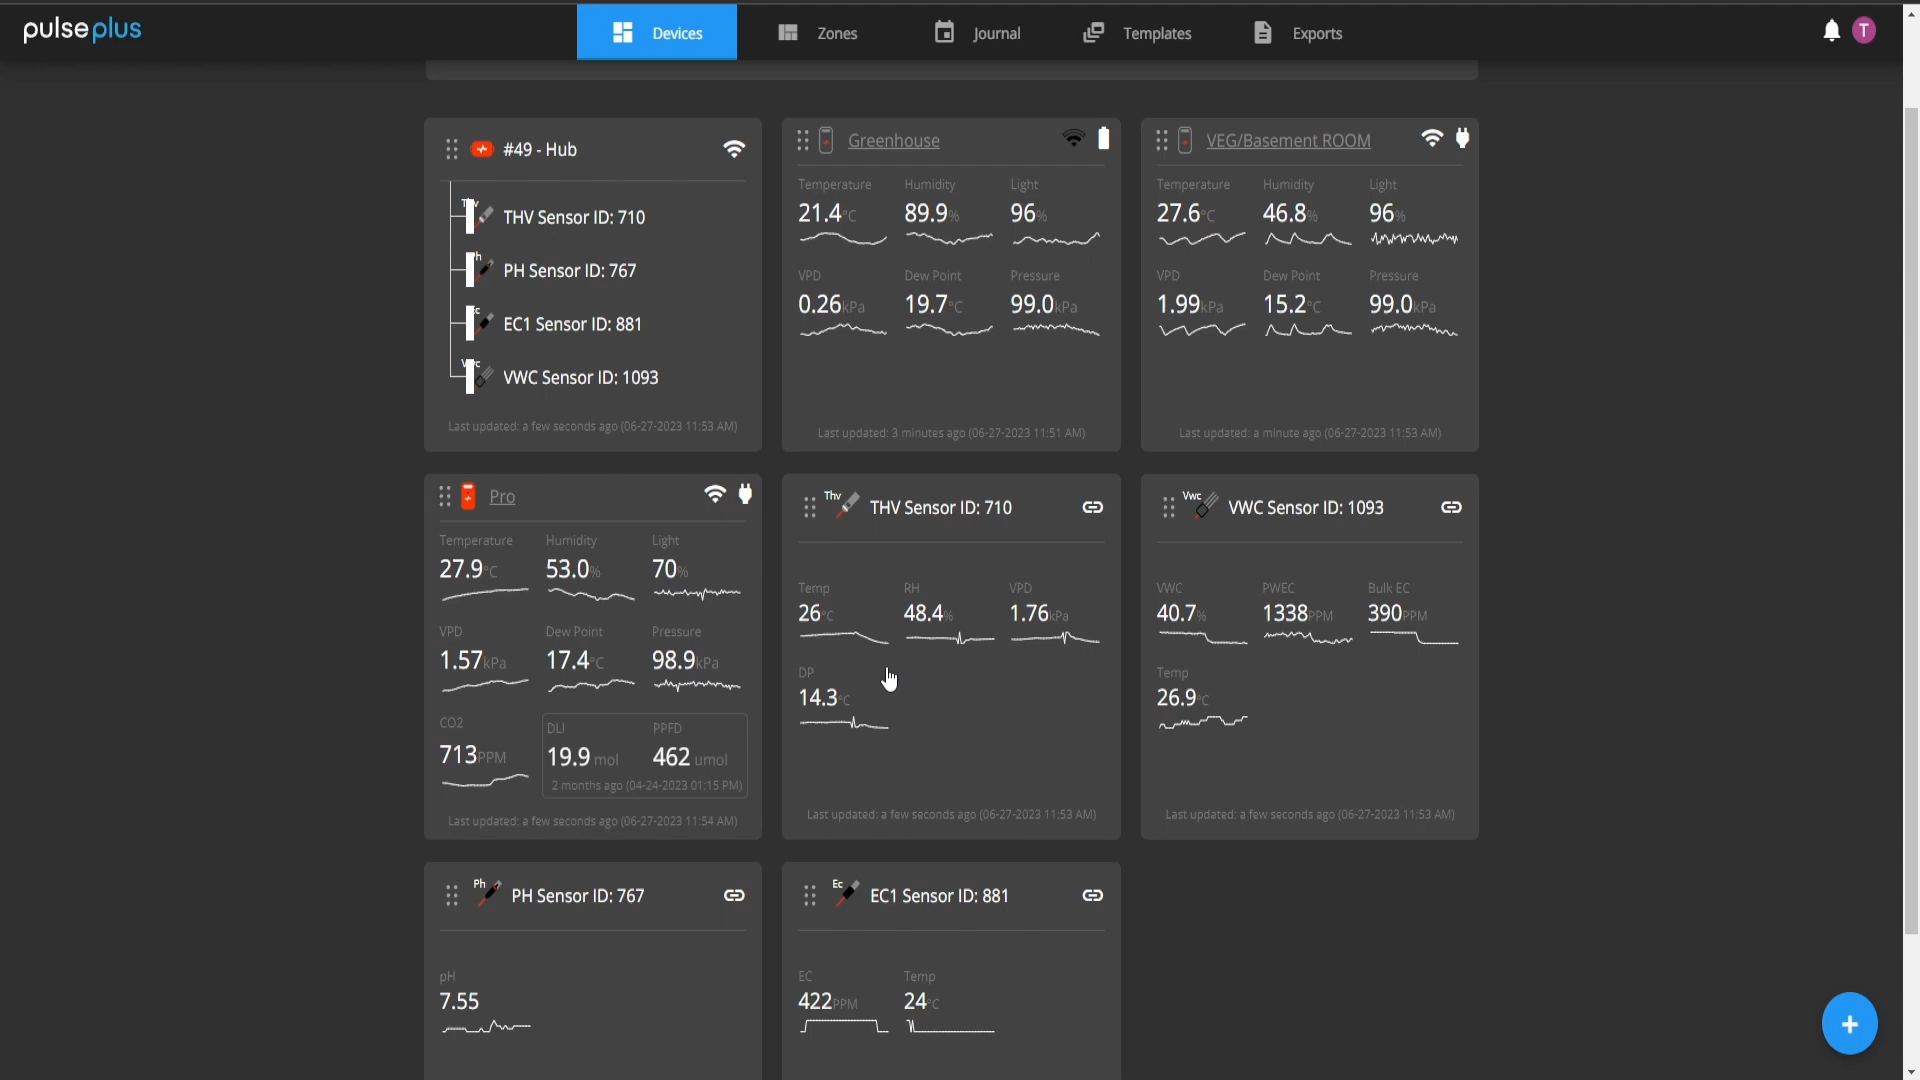 pulseplus
Devices
Zones
Journal
Templates
Exports
T
#49 - Hub
Thv
THV Sensor ID: 710
Ph
PH Sensor ID: 767
Ec
EC1 Sensor ID: 881
Vwc
VWC Sensor ID: 1093
Last updated: a few seconds ago (06-27-2023 11:53 AM)
Greenhouse
Temperature Humidity Light
21.4°C 89.9% 96%
VPD Dew Point Pressure
0.26kPa 19.7°C 99.0kPa
Last updated: 3 minutes ago (06-27-2023 11:51 AM)
VEG/Basement ROOM
Temperature Humidity Light
27.6°C 46.8% 96%
VPD Dew Point Pressure
1.99kPa 15.2°C 99.0kPa
Last updated: a minute ago (06-27-2023 11:53 AM)
Pro
Temperature Humidity Light
27.9°C 53.0% 70%
VPD Dew Point Pressure
1.57kPa 17.4°C 98.9kPa
CO2 DLI PPFD
713PPM 19.9 mol 462 umol
2 months ago (04-24-2023 01:15 PM)
Last updated: a few seconds ago (06-27-2023 11:54 AM)
Thv THV Sensor ID: 710
Temp RH VPD
26°C 48.4% 1.76kPa
DP
14.3°C
Last updated: a few seconds ago (06-27-2023 11:53 AM)
Vwc VWC Sensor ID: 1093
VWC PWEC Bulk EC
40.7% 1338PPM 390PPM
Temp
26.9°C
Last updated: a few seconds ago (06-27-2023 11:53 AM)
Ph PH Sensor ID: 767
pH
7.55
Ec EC1 Sensor ID: 881
EC Temp
422PPM 24°C